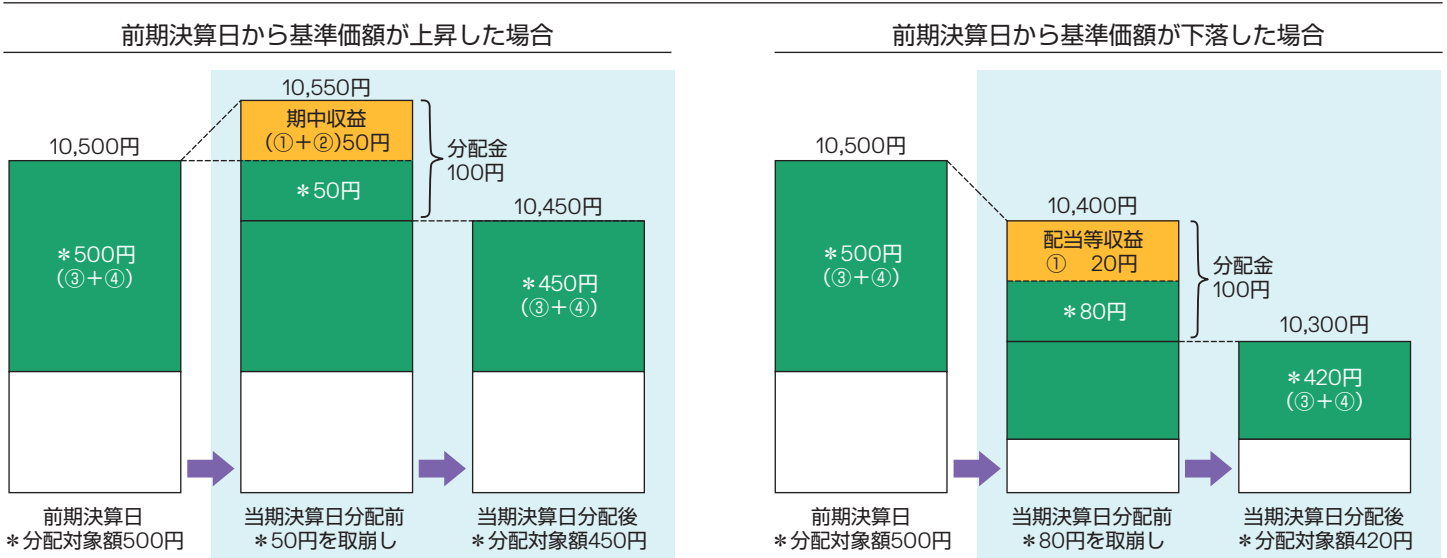 前期決算日から基準価額が上昇した場合
10,500円
＊500円
(③＋④)
前期決算日
＊分配対象額500円
10,550円
期中収益
(①＋②)50円
＊50円
分配金
100円
当期決算日分配前
＊50円を取崩し
10,450円
＊450円
(③＋④)
当期決算日分配後
＊分配対象額450円
前期決算日から基準価額が下落した場合
10,500円
＊500円
(③＋④)
前期決算日
＊分配対象額500円
10,400円
配当等収益
①　20円
＊80円
分配金
100円
当期決算日分配前
＊80円を取崩し
10,300円
＊420円
(③＋④)
当期決算日分配後
＊分配対象額420円